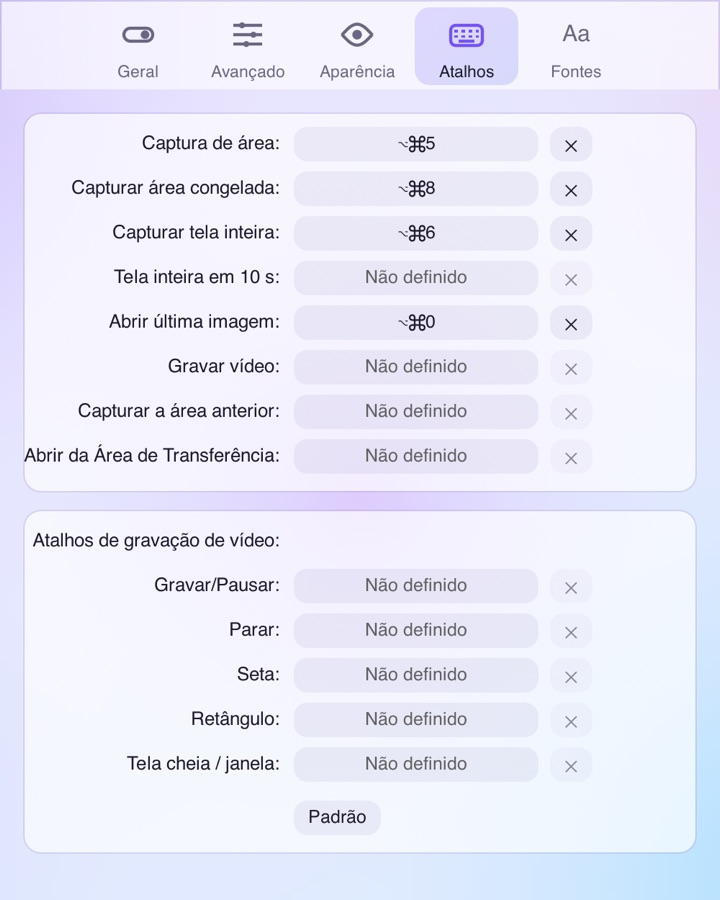 Geral
Avançado
Aparência
Atalhos
Aa
Fontes
Captura de área: ⌥⌘5
Capturar área congelada: ⌥⌘8
Capturar tela inteira: ⌥⌘6
Tela inteira em 10 s: Não definido
Abrir última imagem: ⌥⌘0
Gravar vídeo: Não definido
Capturar a área anterior: Não definido
Abrir da Área de Transferência: Não definido
Atalhos de gravação de vídeo:
Gravar/Pausar: Não definido
Parar: Não definido
Seta: Não definido
Retângulo: Não definido
Tela cheia / janela: Não definido
Padrão